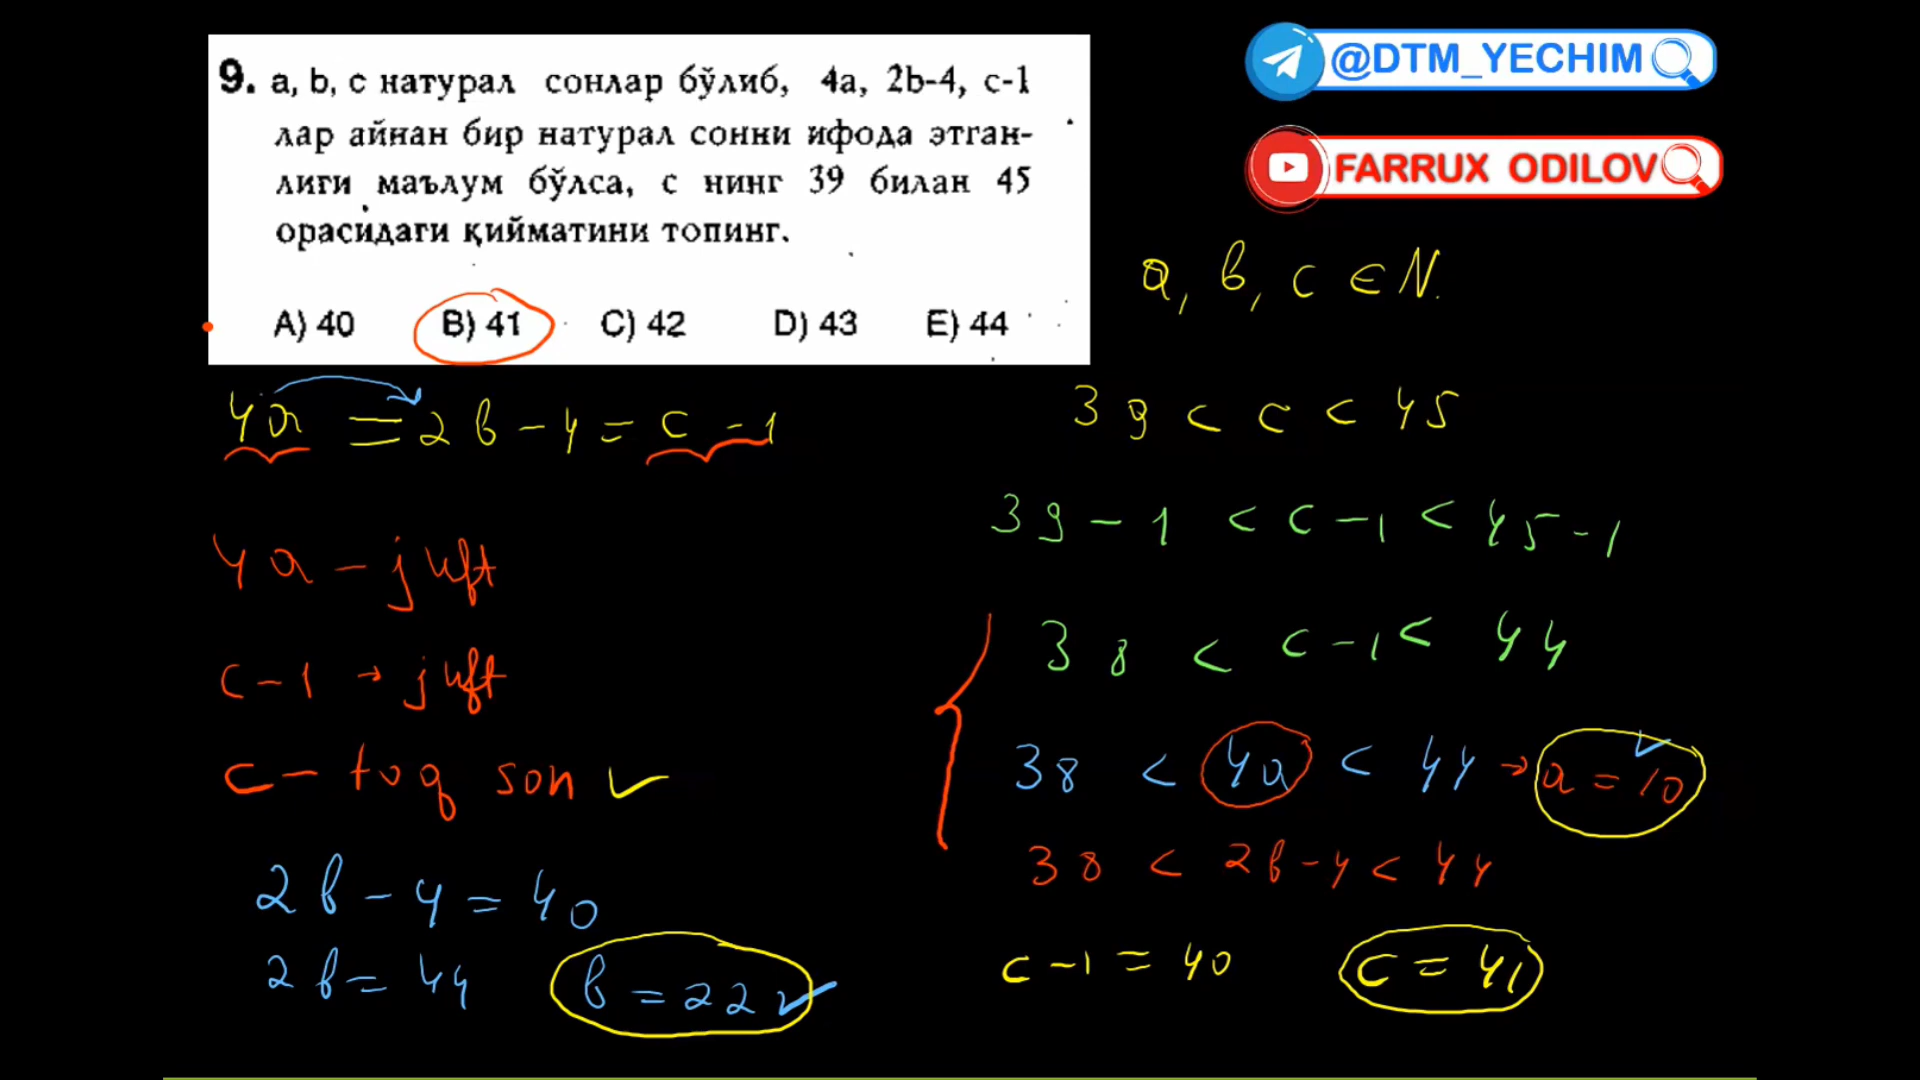 9. a, b, c натурал сонлар бўлиб, 4a, 2b-4, c-1
лар айнан бир натурал сонни ифода этган-
лиги маълум бўлса, c нинг 39 билан 45
орасидаги қийматини топинг.
A) 40 B) 41 C) 42 D) 43 E) 44
@DTM_YECHIM
FARRUX ODILOV
a, b, c ∈ N.
4a = 2b - 4 = c - 1
4a - juft
c - 1 → juft
c - toq son ✓
2b - 4 = 40
2b = 44 b = 22 ✓
39 < c < 45
39 - 1 < c - 1 < 45 - 1
38 < c - 1 < 44
38 < 4a < 44 → a = 10 ✓
38 < 2b - 4 < 44
c - 1 = 40 c = 41